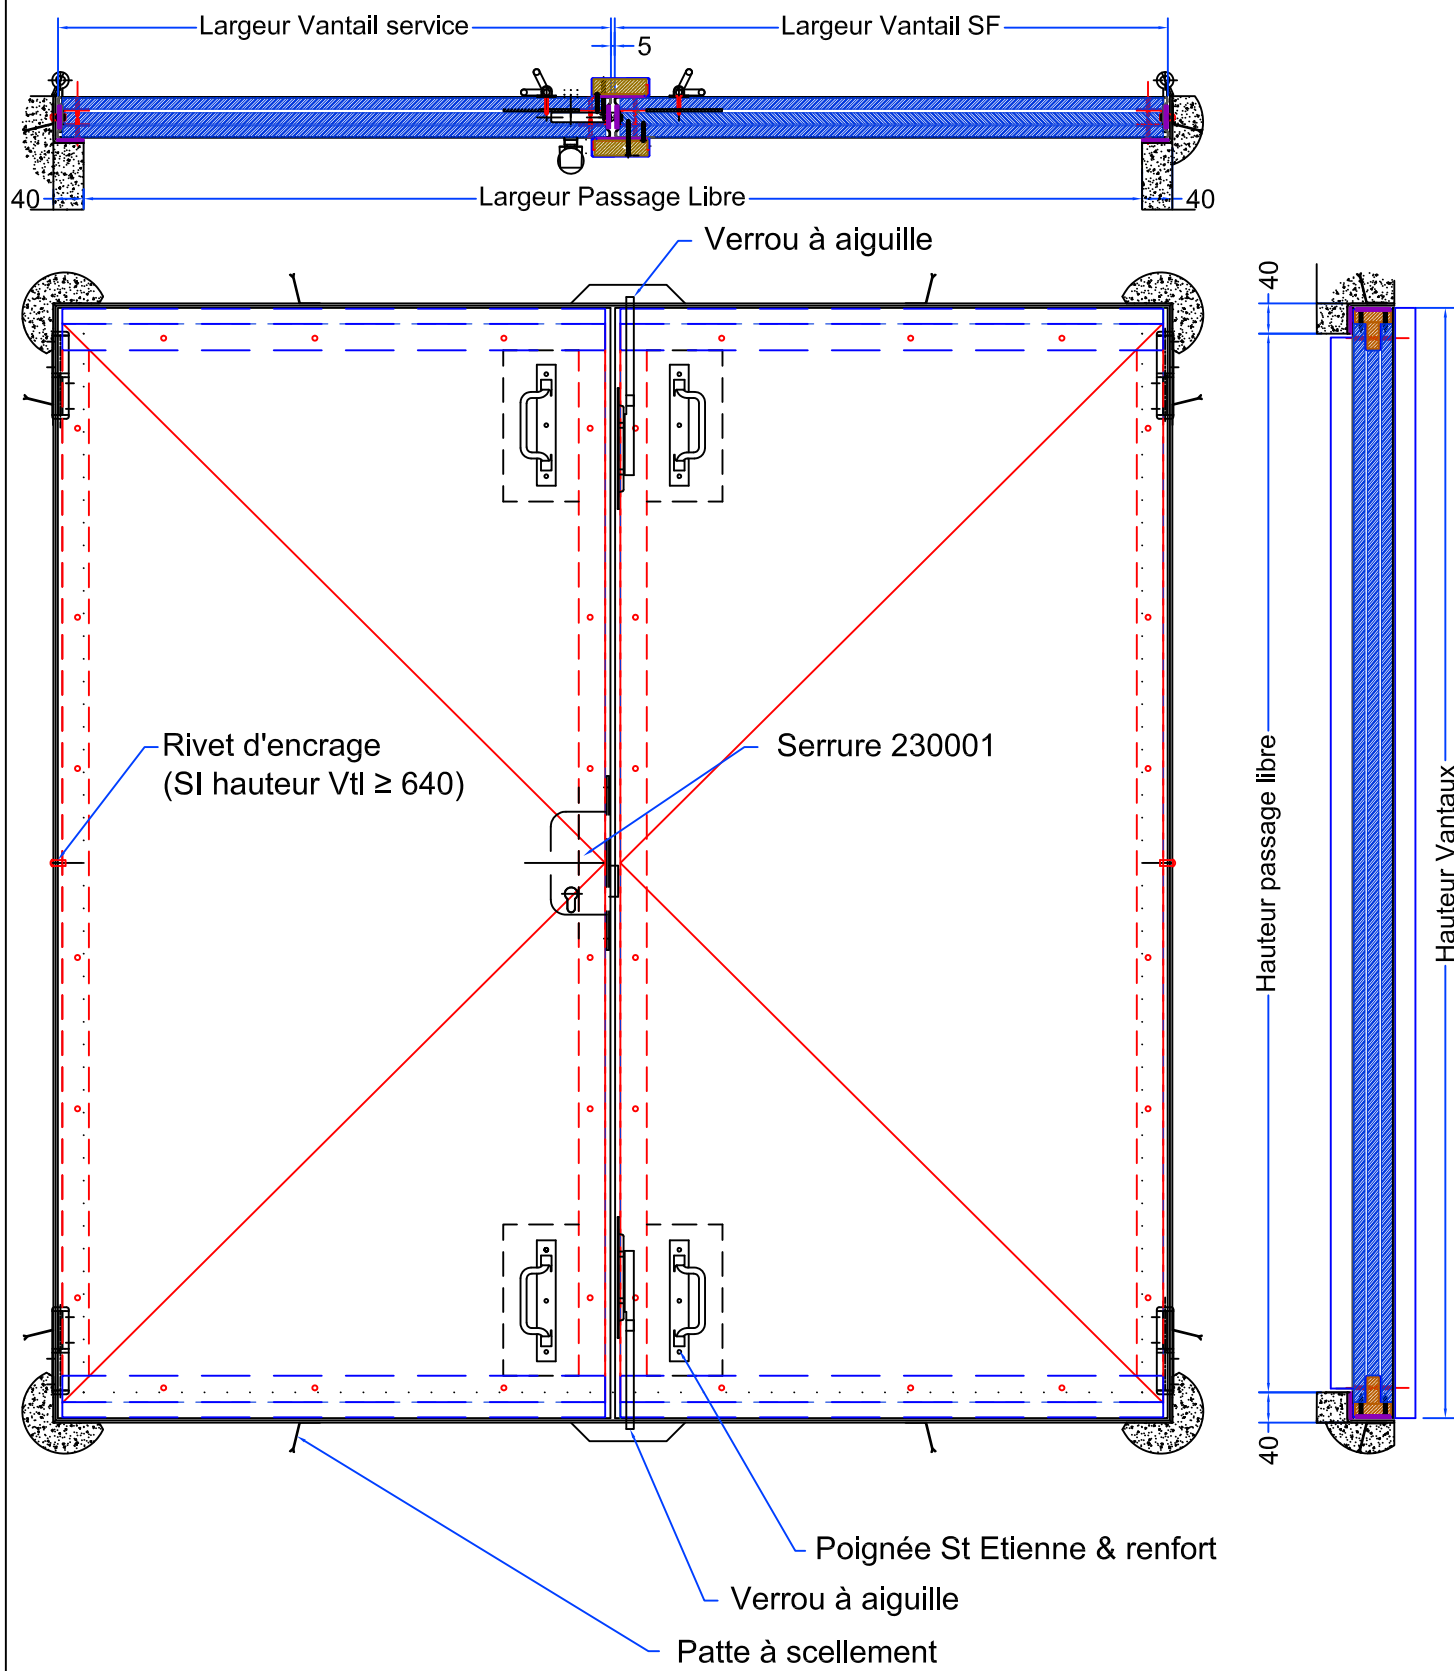 Largeur Vantail service
Largeur Vantail SF
5
40
Largeur Passage Libre
40
Verrou à aiguille
40
Rivet d'encrage
(SI hauteur Vtl ≥ 640)
Serrure 230001
Hauteur passage libre
Hauteur Vantaux
40
Poignée St Etienne & renfort
Verrou à aiguille
Patte à scellement